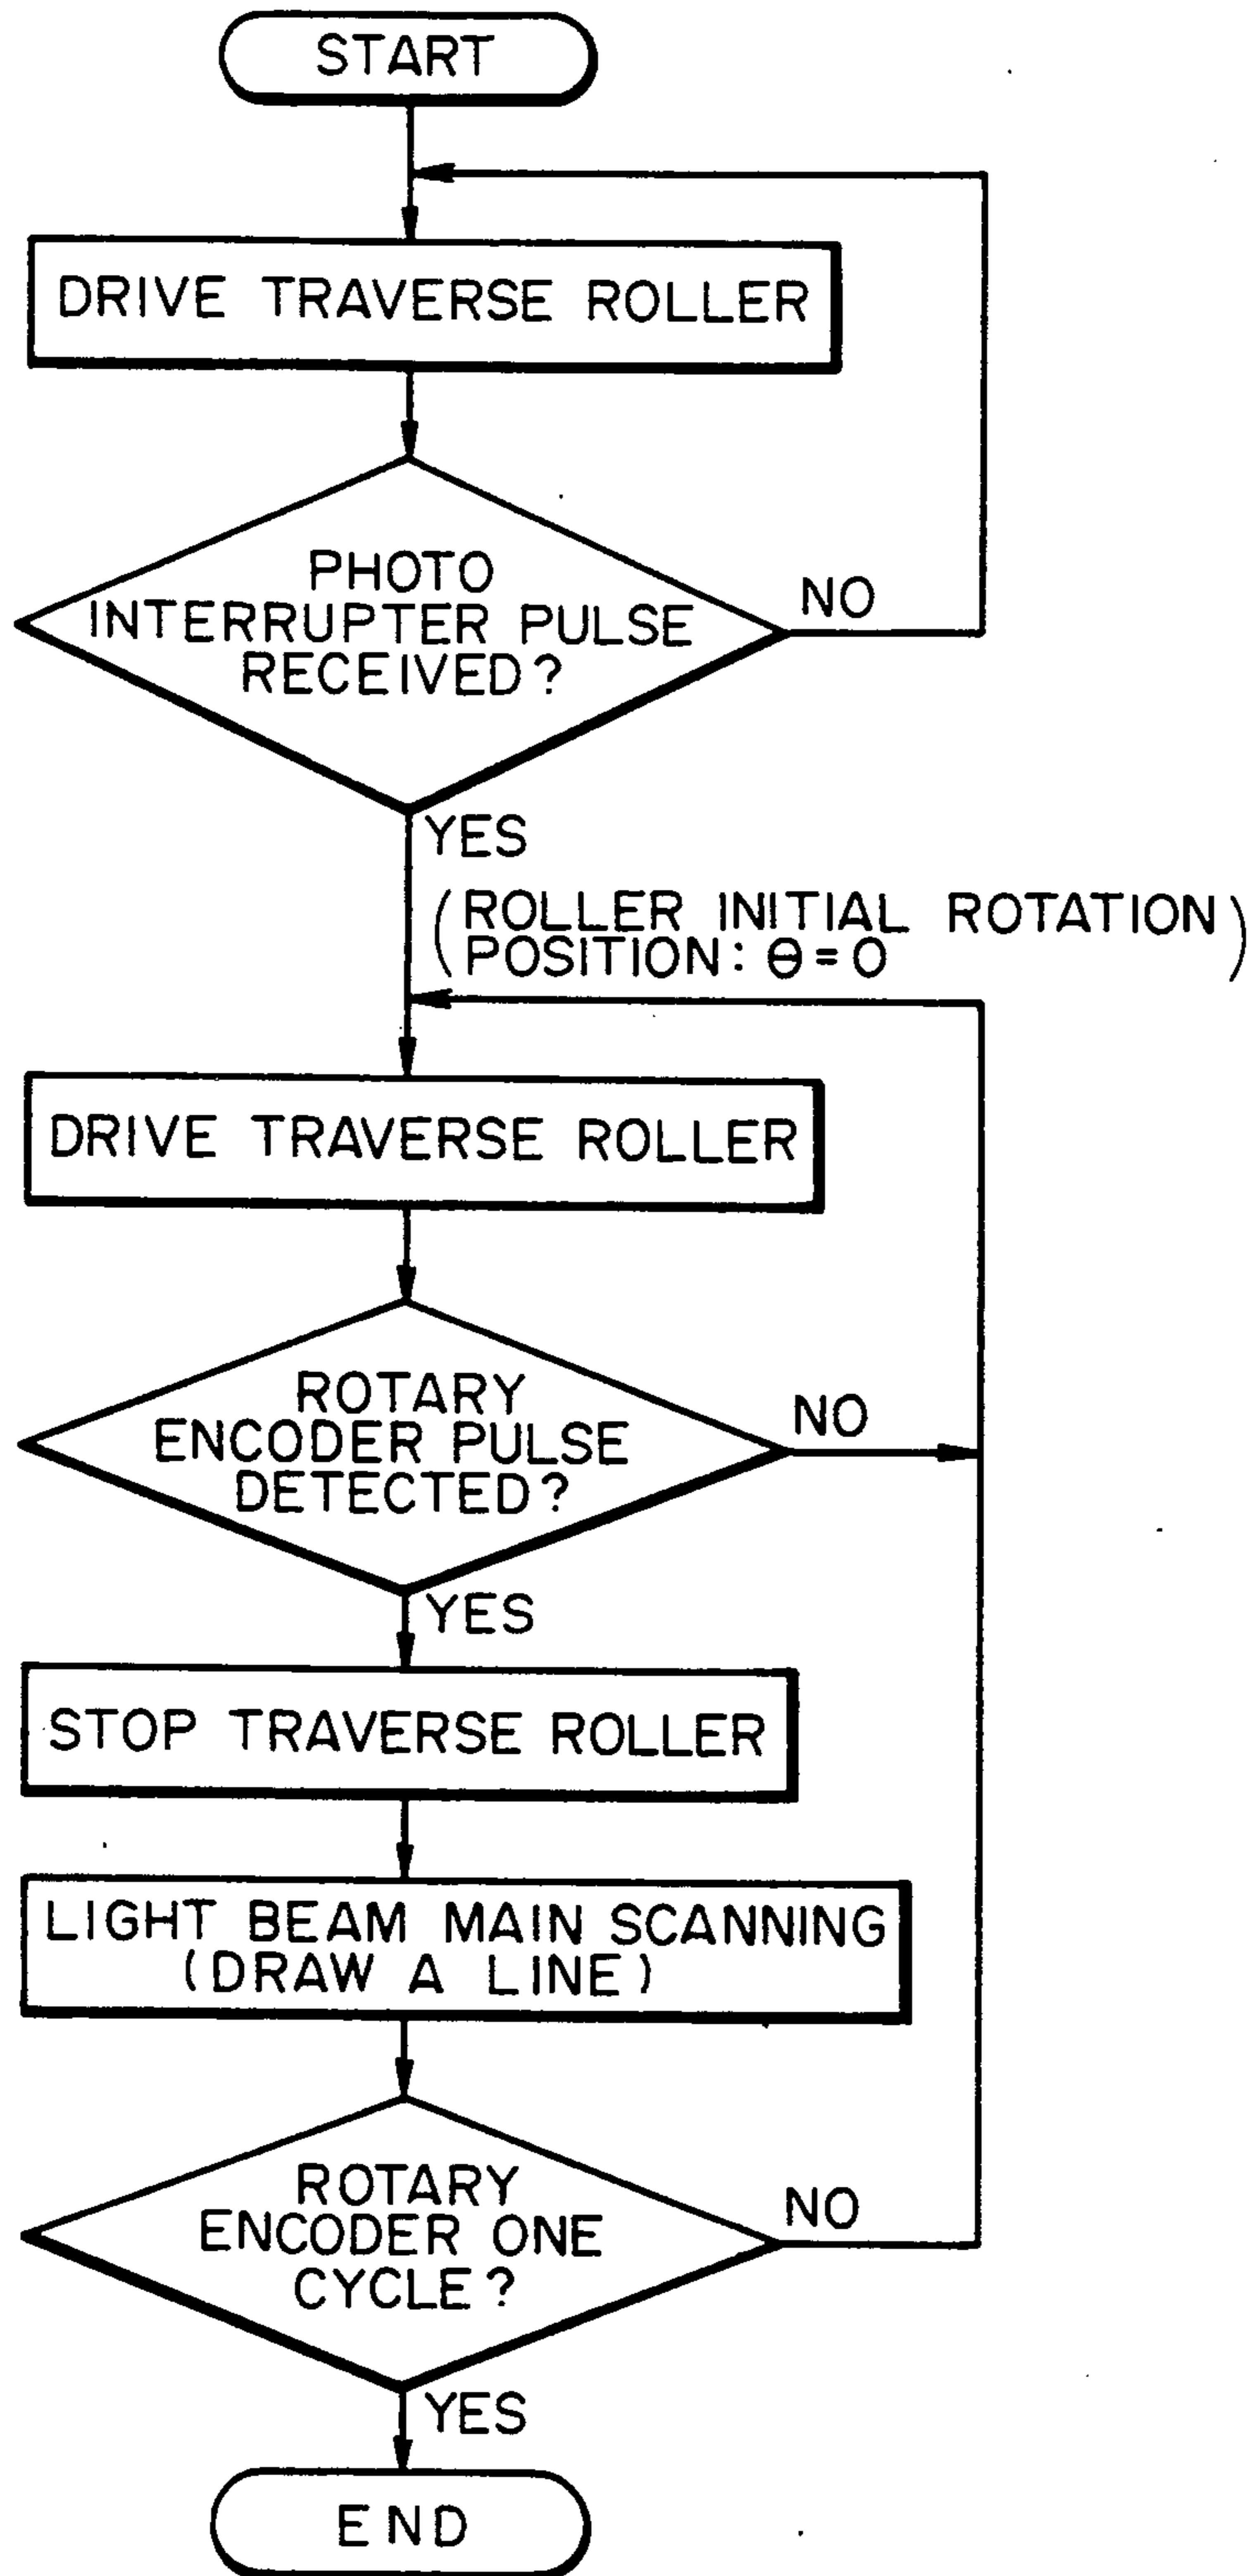 START
DRIVE TRAVERSE ROLLER
PHOTO
INTERRUPTER PULSE
RECEIVED?
NO
YES
(ROLLER INITIAL ROTATION
POSITION: θ=0)
DRIVE TRAVERSE ROLLER
ROTARY
ENCODER PULSE
DETECTED?
NO
YES
STOP TRAVERSE ROLLER
LIGHT BEAM MAIN SCANNING
(DRAW A LINE)
ROTARY
ENCODER ONE
CYCLE?
NO
YES
END